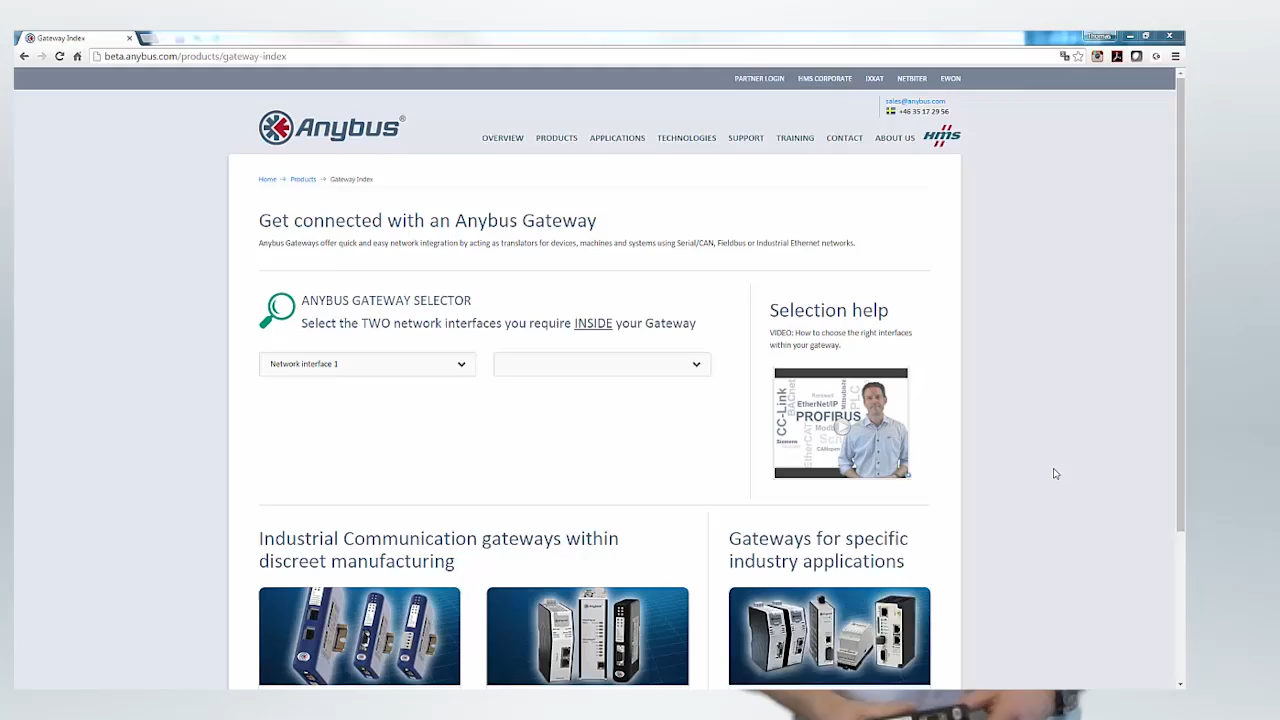 Gateway Index
Thomas
beta.anybus.com/products/gateway-index
PARTNER LOGIN HMS CORPORATE IXXAT NETBITER EWON
sales@anybus.com
+46 35 17 29 56
Anybus®
OVERVIEW PRODUCTS APPLICATIONS TECHNOLOGIES SUPPORT TRAINING CONTACT ABOUT US HMS
Home → Products → Gateway Index
Get connected with an Anybus Gateway
Anybus Gateways offer quick and easy network integration by acting as translators for devices, machines and systems using Serial/CAN, Fieldbus or Industrial Ethernet networks.
ANYBUS GATEWAY SELECTOR
Select the TWO network interfaces you require INSIDE your Gateway
Network interface 1
Selection help
VIDEO: How to choose the right interfaces
within your gateway.
CC-Link
BACnet
EtherNet/IP
PROFIBUS
PLC
EtherCAT
CANopen
Industrial Communication gateways within
discreet manufacturing
Gateways for specific
industry applications